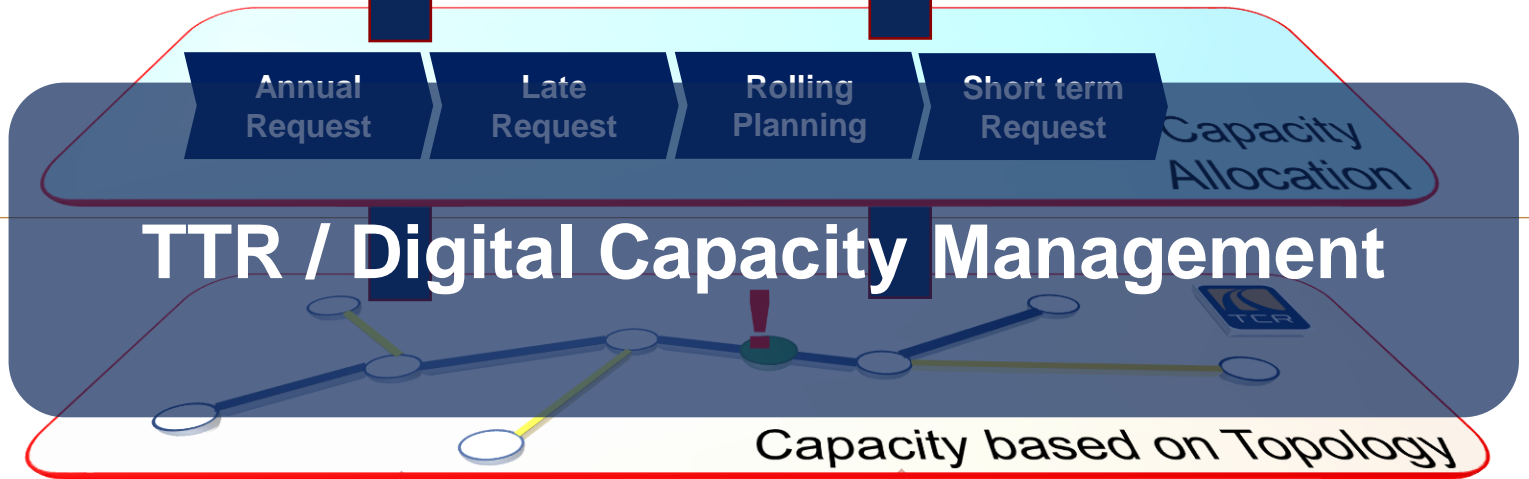 Annual
Request
Late
Request
Rolling
Planning
Short term
Request
Capacity
Allocation
TTR / Digital Capacity Management
!
TCR
Capacity based on Topology